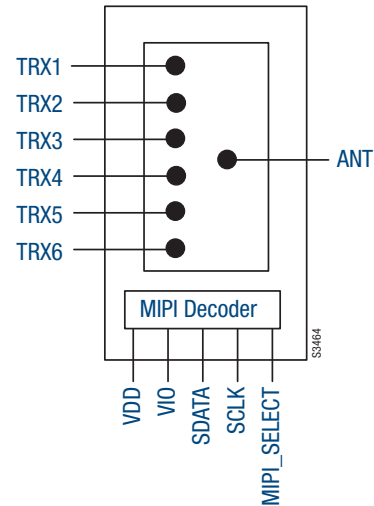 TRX1
TRX2
TRX3
TRX4
TRX5
TRX6
ANT
MIPI Decoder
S3464
VDD
VIO
SDATA
SCLK
MIPI_SELECT